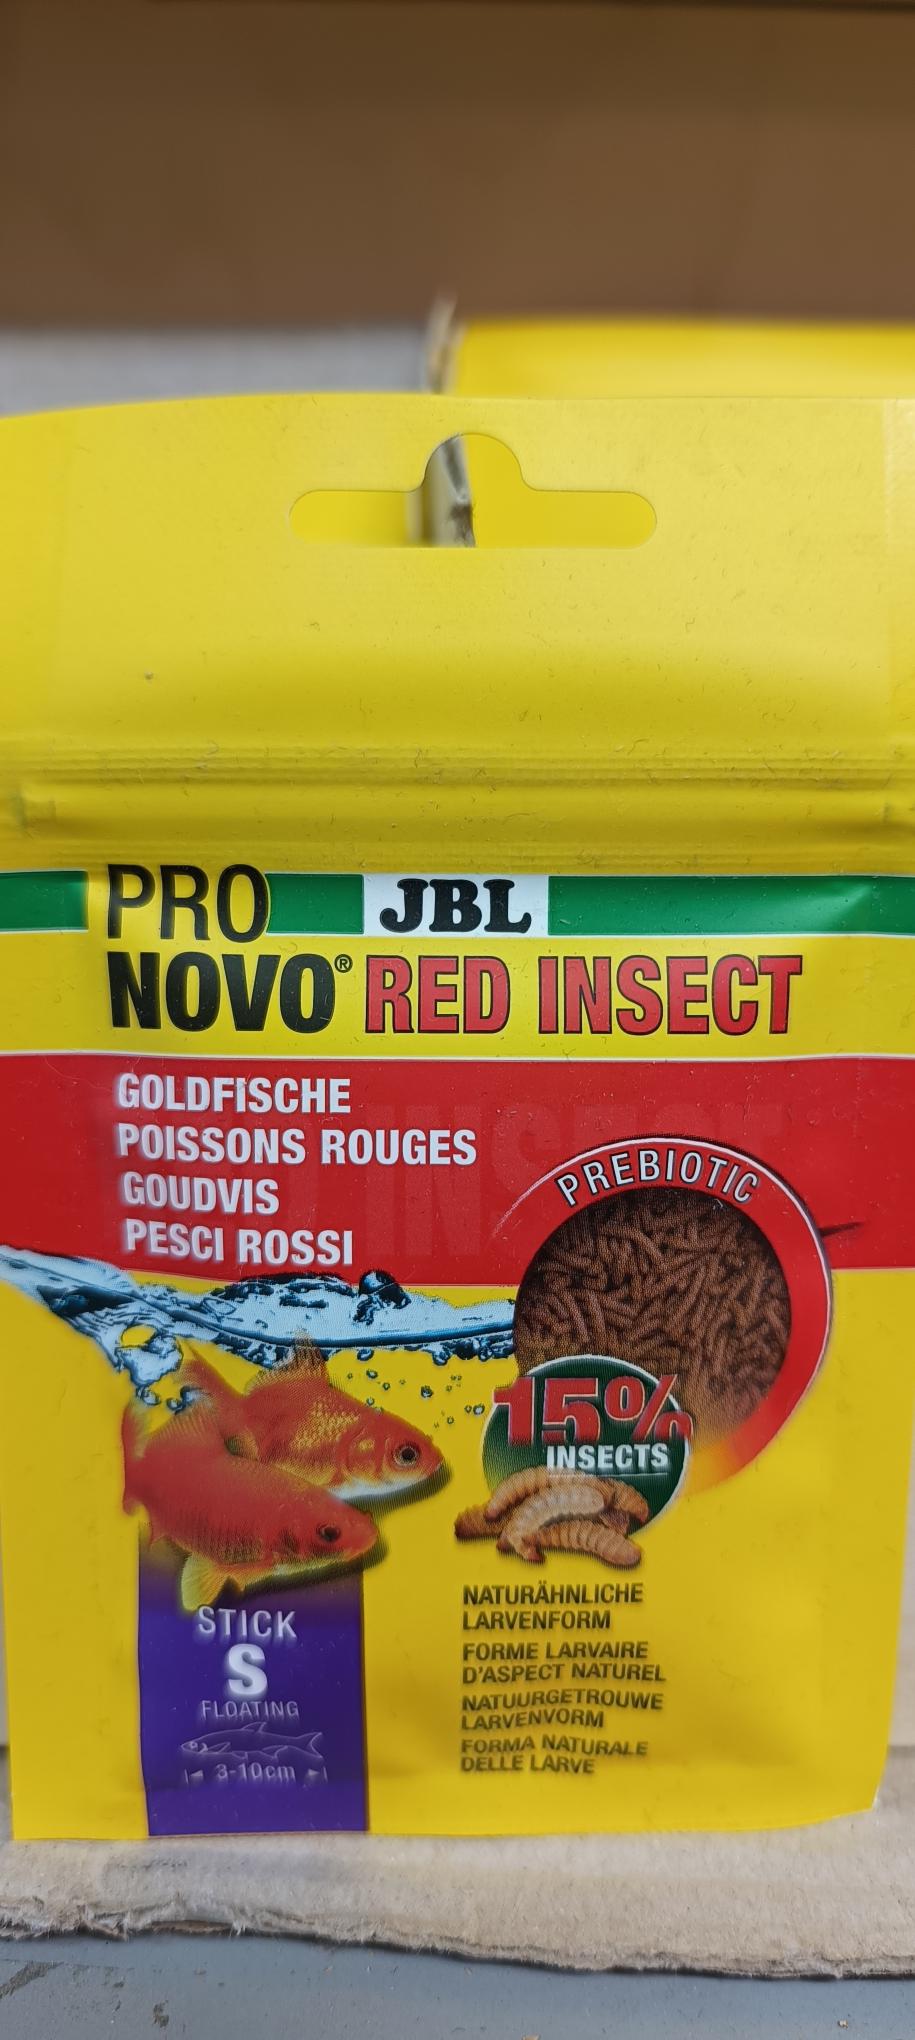 JBL
PRO
NOVO® RED INSECT
GOLDFISCHE
POISSONS ROUGES
GOUDVIS
PESCI ROSSI
PREBIOTIC
15%
INSECTS
NATURÄHNLICHE
LARVENFORM
FORME LARVAIRE
D'ASPECT NATUREL
NATUURGETROUWE
LARVENVORM
FORMA NATURALE
DELLE LARVE
STICK
S
FLOATING
3-10cm